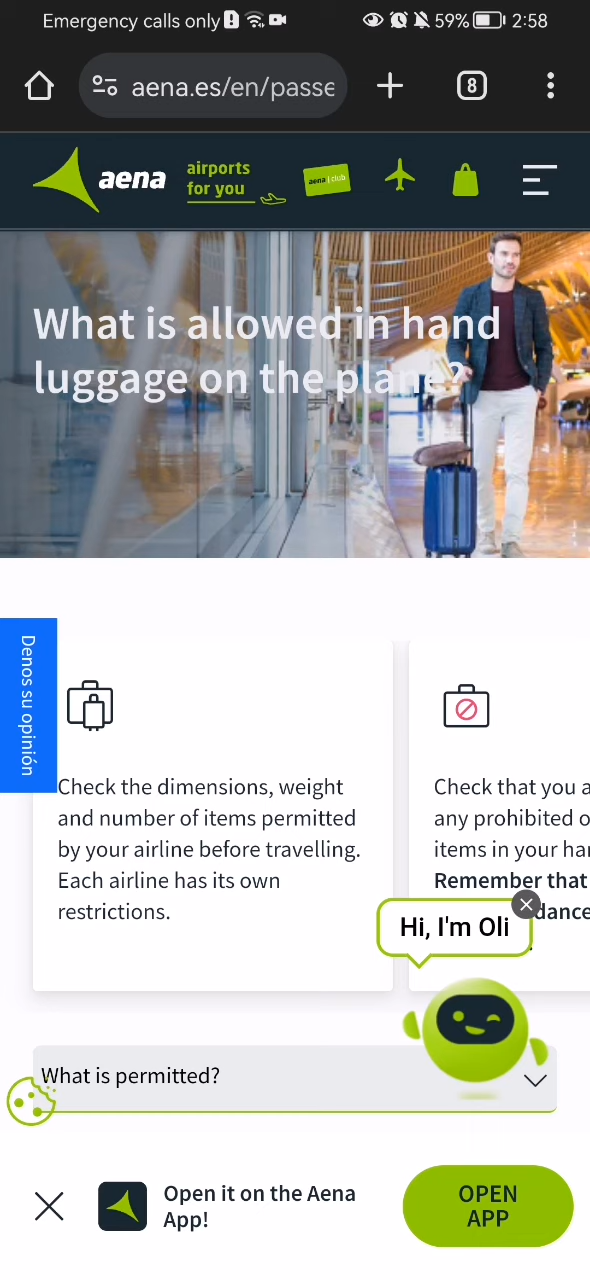 Emergency calls only
59% 2:58
aena.es/en/passe
8
aena
airports
for you
aena | club
What is allowed in hand
luggage on the plane?
Denos su opinión
Check the dimensions, weight
and number of items permitted
by your airline before travelling.
Each airline has its own
restrictions.
Check that you a
any prohibited o
items in your ha
Remember that
dance
Hi, I'm Oli
What is permitted?
Open it on the Aena
App!
OPEN
APP